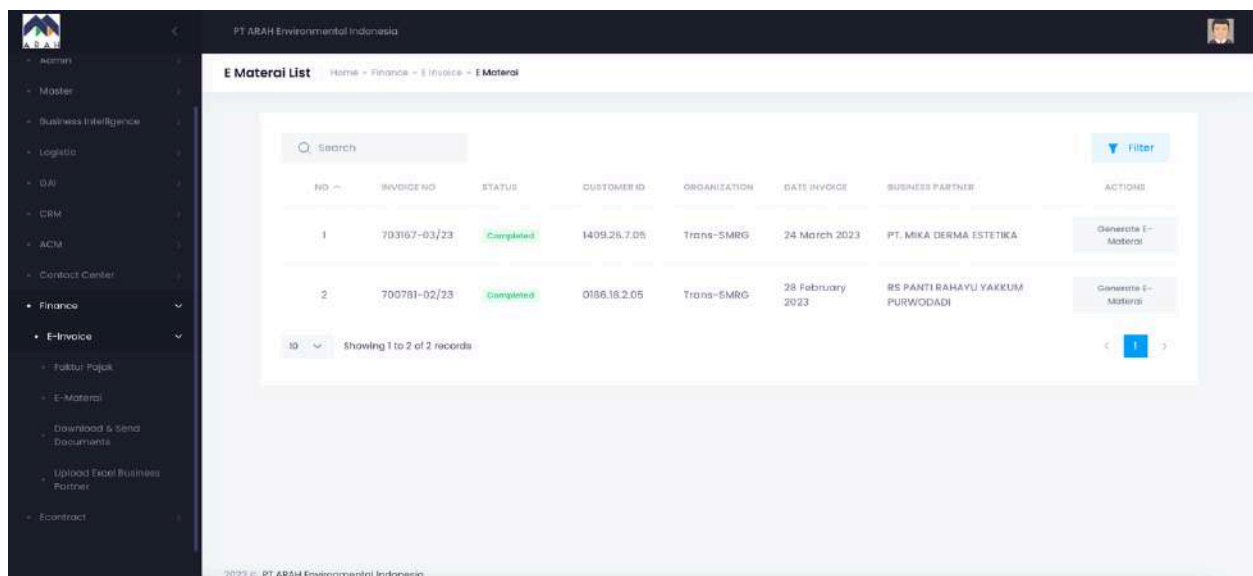 ARAH
PT ARAH Environmental Indonesia
Admin
Master
Business Intelligence
Logistic
CRM
ACM
Contact Center
Finance
E-Invoice
Faktur Pajak
E-Materai
Download & Send
Documents
Upload Excel Business
Partner
Econtract
E Materai List Home - Finance - E Invoice - E Materai
Search
Filter
NO INVOICE NO STATUS CUSTOMER ID ORGANIZATION DATE INVOICE BUSINESS PARTNER ACTIONS
1 703167-03/23 Completed 1409.26.7.05 Trans-SMRG 24 March 2023 PT. MIKA DERMA ESTETIKA Generate E-
Materai
2 700781-02/23 Completed 0186.18.2.05 Trans-SMRG 28 February
2023 RS PANTI RAHAYU YAKKUM
PURWODADI Generate E-
Materai
10 Showing 1 to 2 of 2 records
1
2023 © PT ARAH Environmental Indonesia